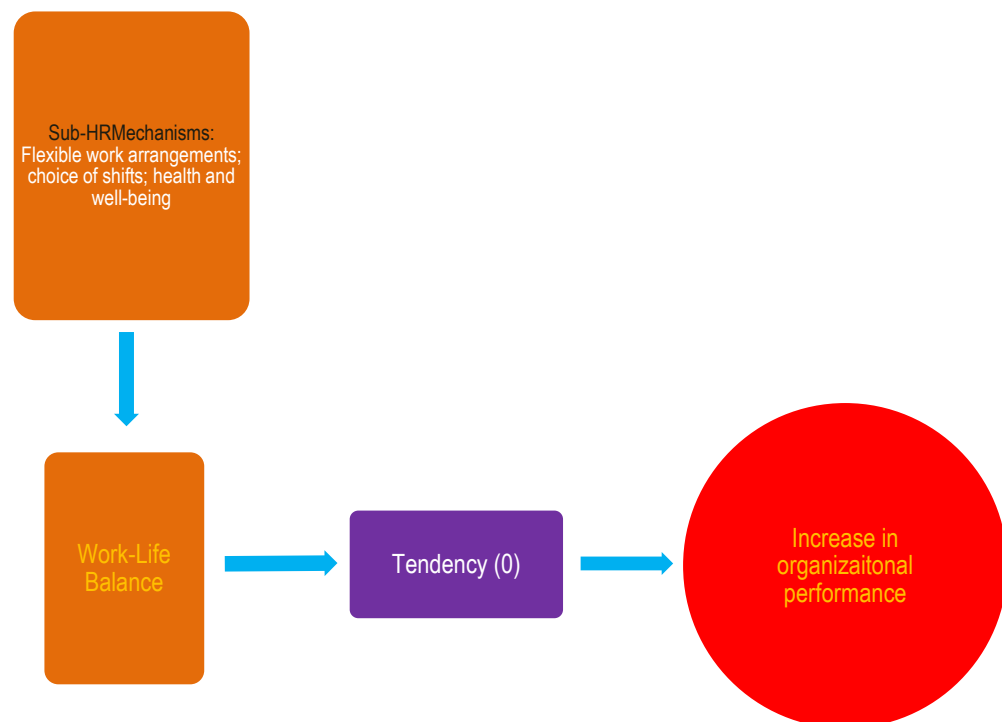 Sub-HRMechanisms:
Flexible work arrangements;
choice of shifts; health and
well-being
Work-Life
Balance
Tendency (0)
Increase in
organizaitonal
performance